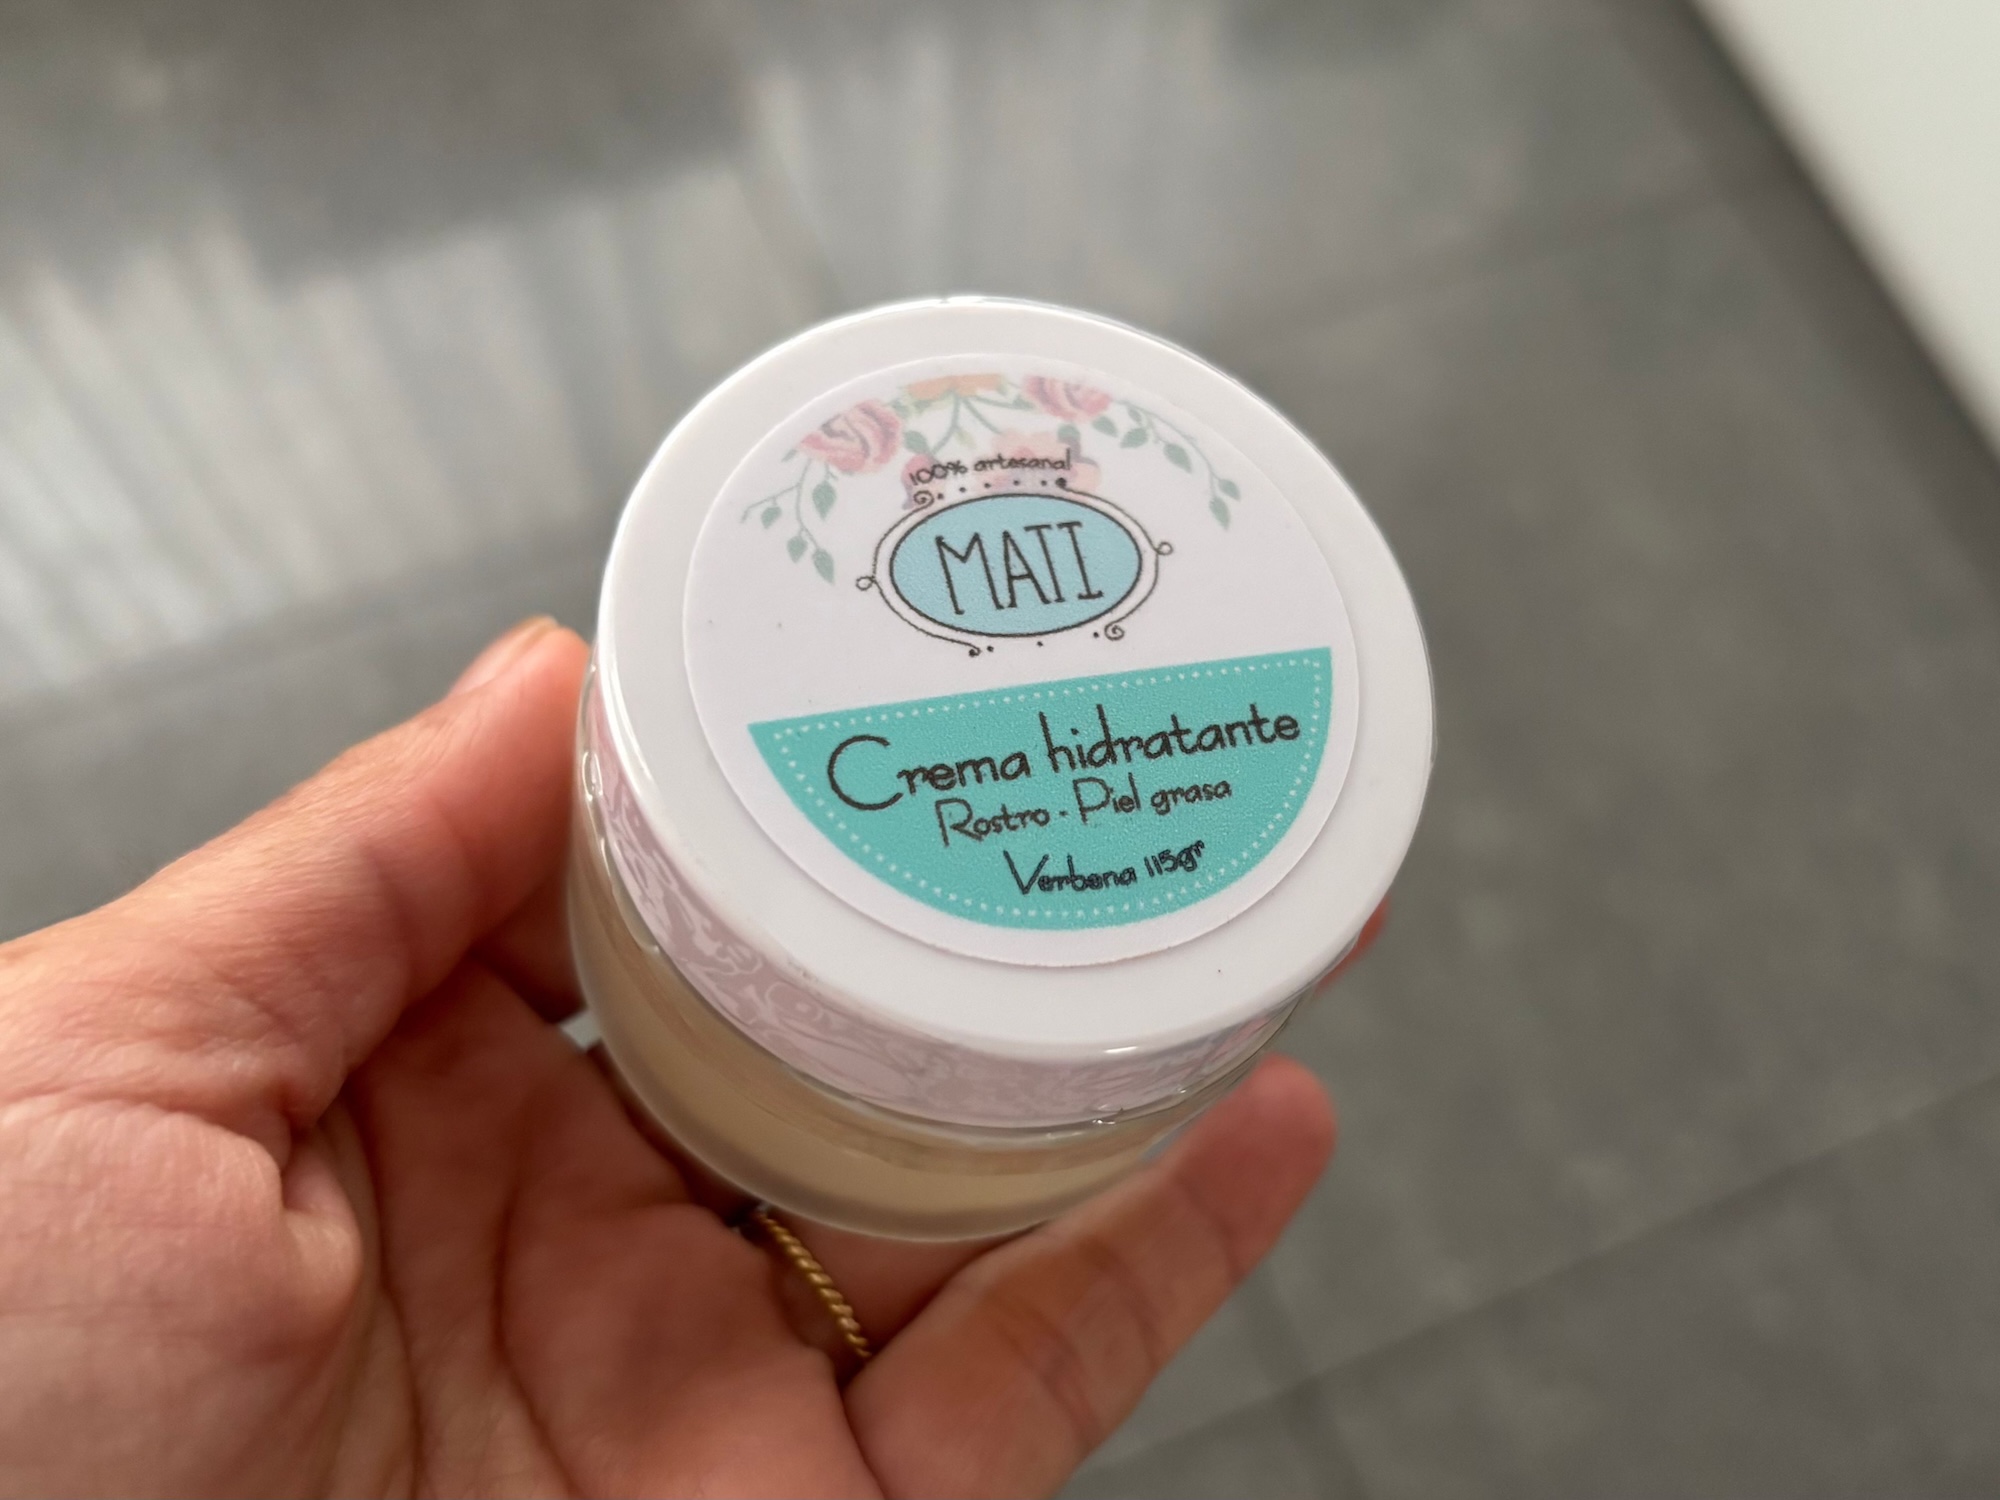 100% artesanal
MATI
Crema hidratante
Rostro - Piel grasa
Verbena 115gr